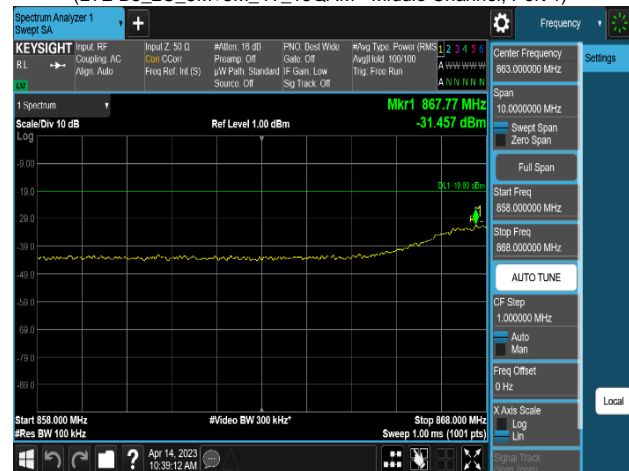 Spectrum Analyzer 1
Swept SA
Frequency
KEYSIGHT
RL
Input: RF
Coupling: AC
Align: Auto
Input Z: 50 Ω
Corr CCorr
Freq Ref: Int (S)
#Atten: 16 dB
Preamp: Off
µW Path: Standard
Source: Off
PNO: Best Wide
Gate: Off
IF Gain: Low
Sig Track: Off
#Avg Type: Power (RMS
Avg|Hold: 100/100
Trig: Free Run
1 2 3 4 5 6
A W W W W W
A N N N N N
1 Spectrum
Scale/Div 10 dB
Log
Ref Level 1.00 dBm
Mkr1 867.77 MHz
-31.457 dBm
DL1 -19.00 dBm
-9.00
-19.0
-29.0
-39.0
-49.0
-59.0
-69.0
-79.0
-89.0
Start 858.000 MHz
#Res BW 100 kHz
#Video BW 300 kHz*
Stop 868.000 MHz
Sweep 1.00 ms (1001 pts)
Apr 14, 2023
10:39:12 AM
Center Frequency
863.000000 MHz
Settings
Span
10.0000000 MHz
Swept Span
Zero Span
Full Span
Start Freq
858.000000 MHz
Stop Freq
868.000000 MHz
AUTO TUNE
CF Step
1.000000 MHz
Auto
Man
Freq Offset
0 Hz
X Axis Scale
Log
Lin
Local
Signal Track